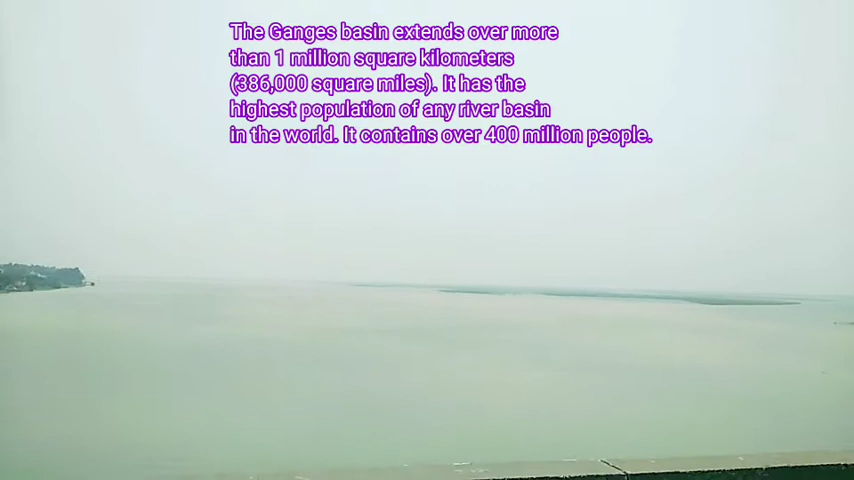 The Ganges basin extends over more
than 1 million square kilometers
(386,000 square miles). It has the
highest population of any river basin
in the world. It contains over 400 million people.